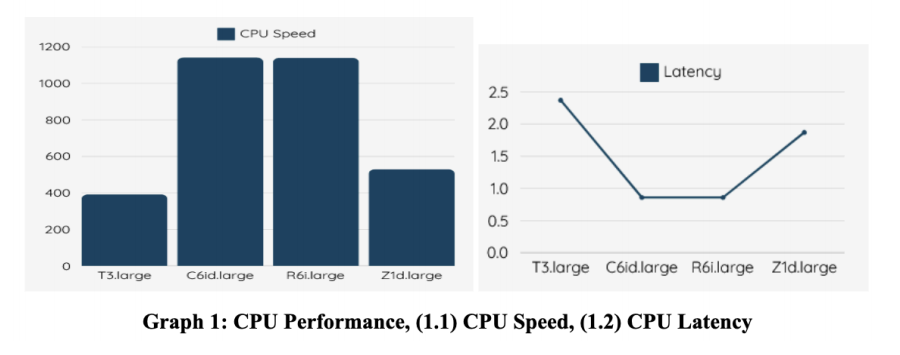 CPU Speed
1200
1000
800
600
400
200
0
T3.large C6id.large R6i.large Z1d.large
Latency
2.5
2.0
1.5
1.0
0.5
0.0
T3.large C6id.large R6i.large Z1d.large
Graph 1: CPU Performance, (1.1) CPU Speed, (1.2) CPU Latency